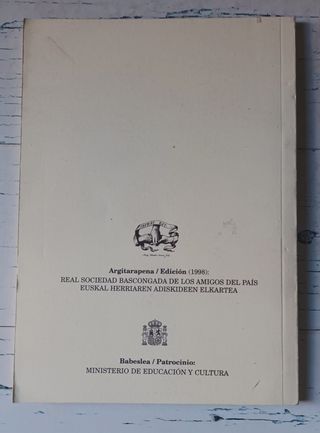 Argitarapena / Edición (1998):
REAL SOCIEDAD BASCONGADA DE LOS AMIGOS DEL PAÍS
EUSKAL HERRIAREN ADISKIDEEN ELKARTEA
Babeslea / Patrocinio:
MINISTERIO DE EDUCACIÓN Y CULTURA